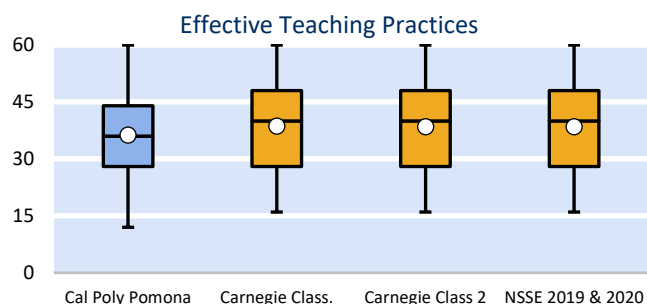 Effective Teaching Practices
60
45
30
15
0
Cal Poly Pomona Carnegie Class. Carnegie Class 2 NSSE 2019 & 2020